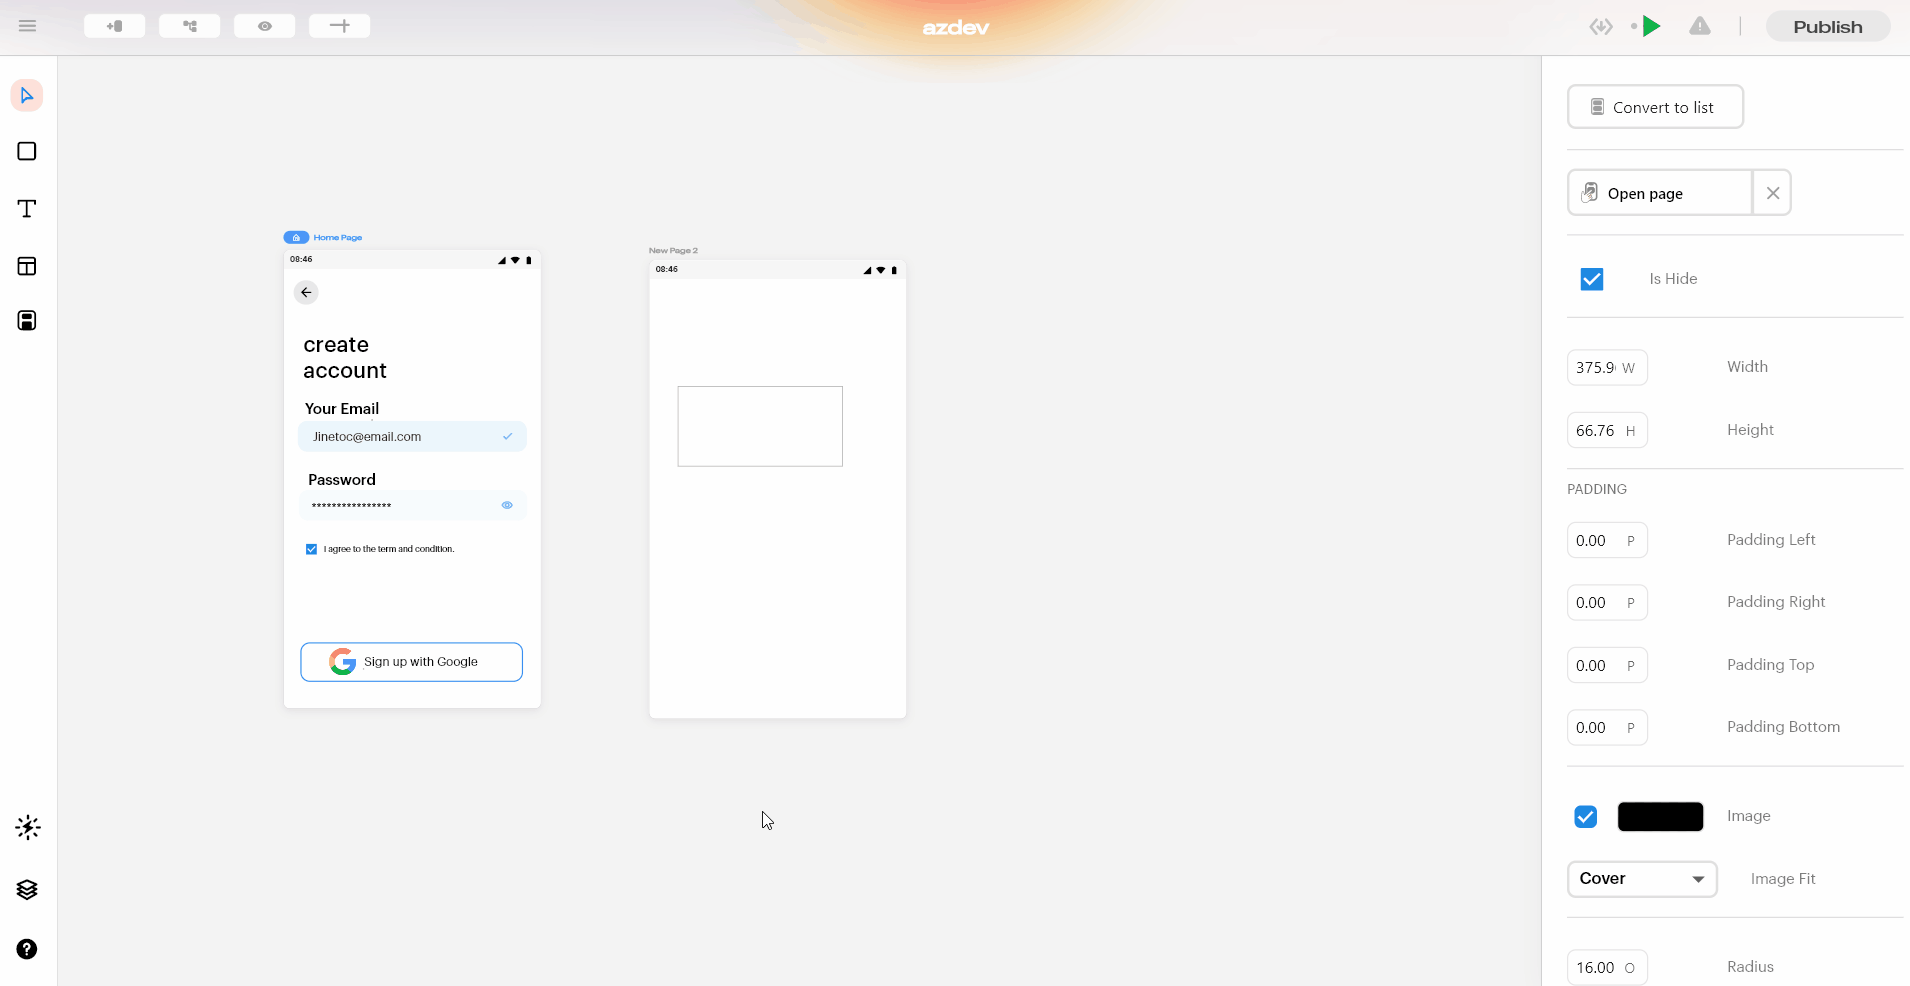 azdev
Publish
Convert to list
Open page
Is Hide
375.9 W
Width
66.76 H
Height
PADDING
0.00 P
Padding Left
0.00 P
Padding Right
0.00 P
Padding Top
0.00 P
Padding Bottom
Image
Cover
Image Fit
16.00 O
Radius
Home Page
08:46
create
account
Your Email
Jinetoc@email.com
Password
****************
I agree to the term and condition.
Sign up with Google
New Page 2
08:46